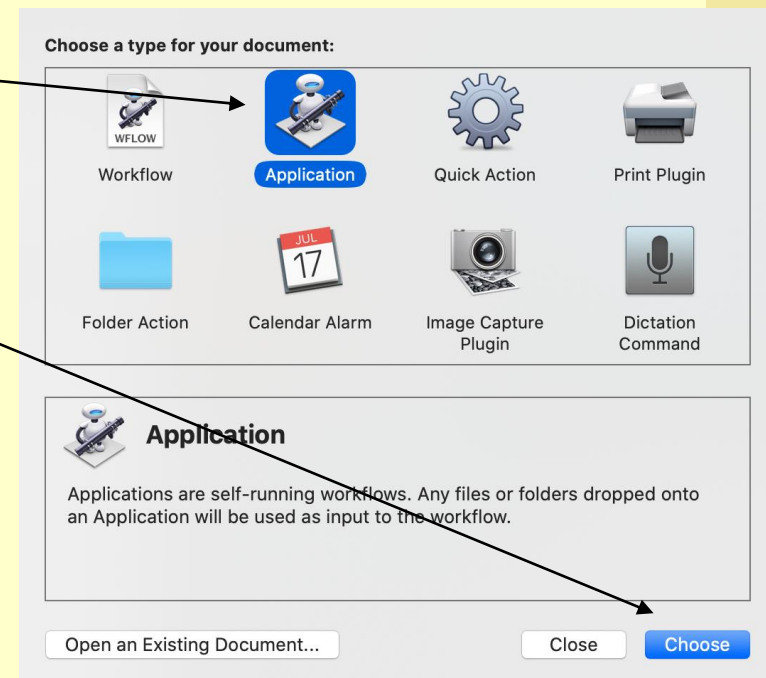 Choose a type for your document:
WFLOW
Workflow
Application
Quick Action
Print Plugin
JUL
17
Folder Action
Calendar Alarm
Image Capture
Plugin
Dictation
Command
Application
Applications are self-running workflows. Any files or folders dropped onto
an Application will be used as input to the workflow.
Open an Existing Document...
Close
Choose